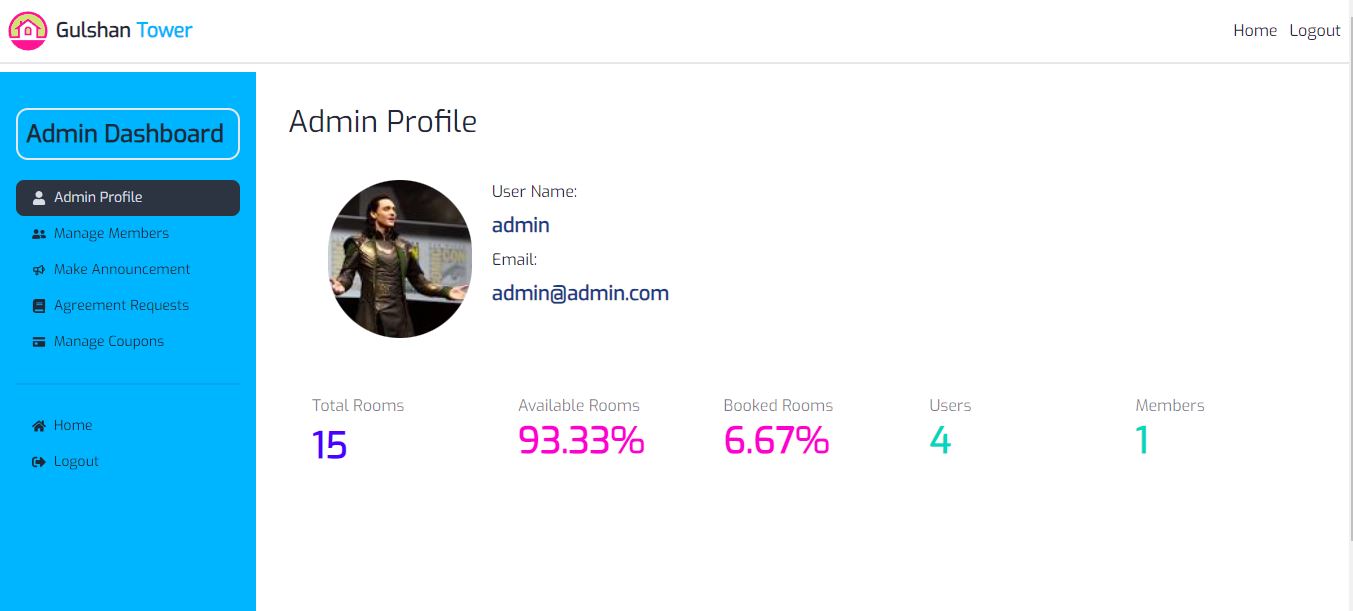 Gulshan Tower
Home Logout
Admin Dashboard
Admin Profile
Manage Members
Make Announcement
Agreement Requests
Manage Coupons
Home
Logout
Admin Profile
User Name:
admin
Email:
admin@admin.com
Total Rooms
15
Available Rooms
93.33%
Booked Rooms
6.67%
Users
4
Members
1